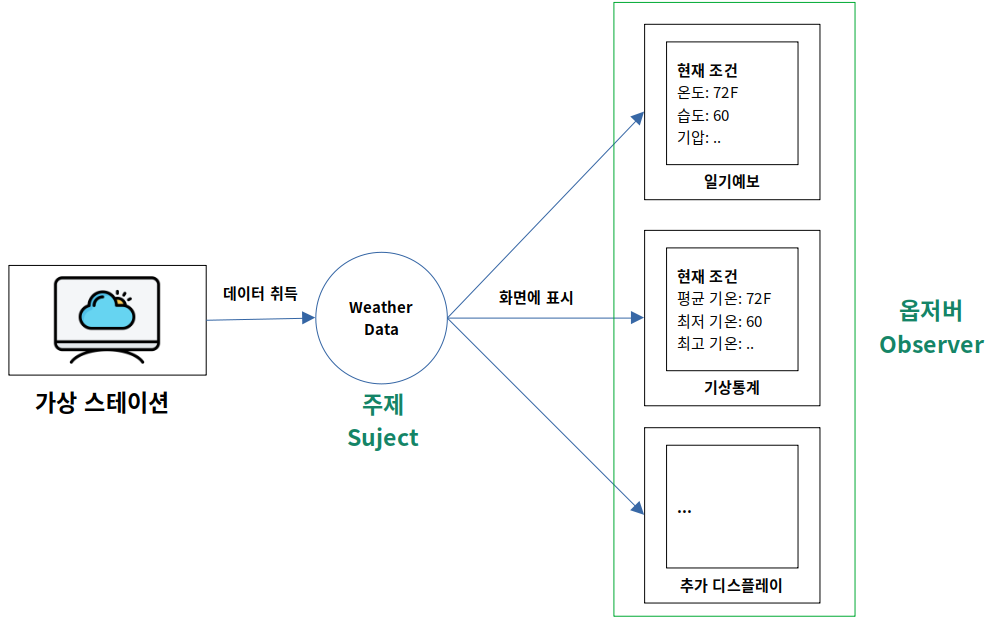 현재 조건
온도: 72F
습도: 60
기압: ..
일기예보
데이터 취득
Weather
Data
화면에 표시
현재 조건
평균 기온: 72F
최저 기온: 60
최고 기온: ..
기상통계
옵저버
Observer
가상 스테이션
주제
Suject
...
추가 디스플레이